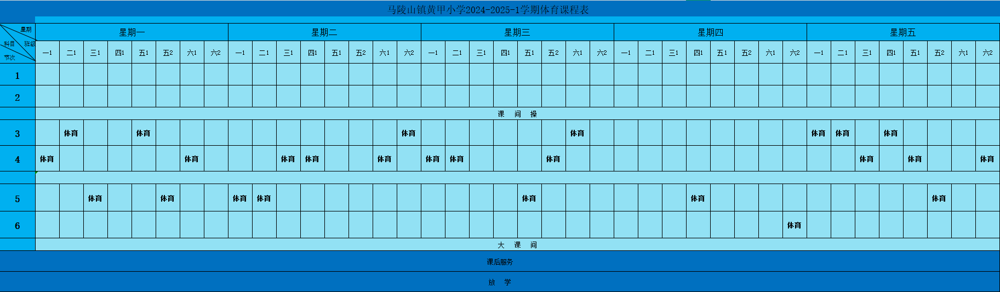 马陵山镇黄甲小学2024-2025-1学期体育课程表
星期 星期一 星期二 星期三 星期四 星期五
科目 班级 一1 二1 三1 四1 五1 五2 六1 六2 一1 二1 三1 四1 五1 五2 六1 六2 一1 二1 三1 四1 五1 五2 六1 六2 一1 二1 三1 四1 五1 五2 六1 六2 一1 二1 三1 四1 五1 五2 六1 六2
节次
1
2
课 间 操
3 体育 体育 体育 体育 体育 体育 体育
4 体育 体育 体育 体育 体育 体育 体育 体育 体育 体育 体育
5 体育 体育 体育 体育 体育 体育 体育
6 体育
大 课 间
课后服务
放 学